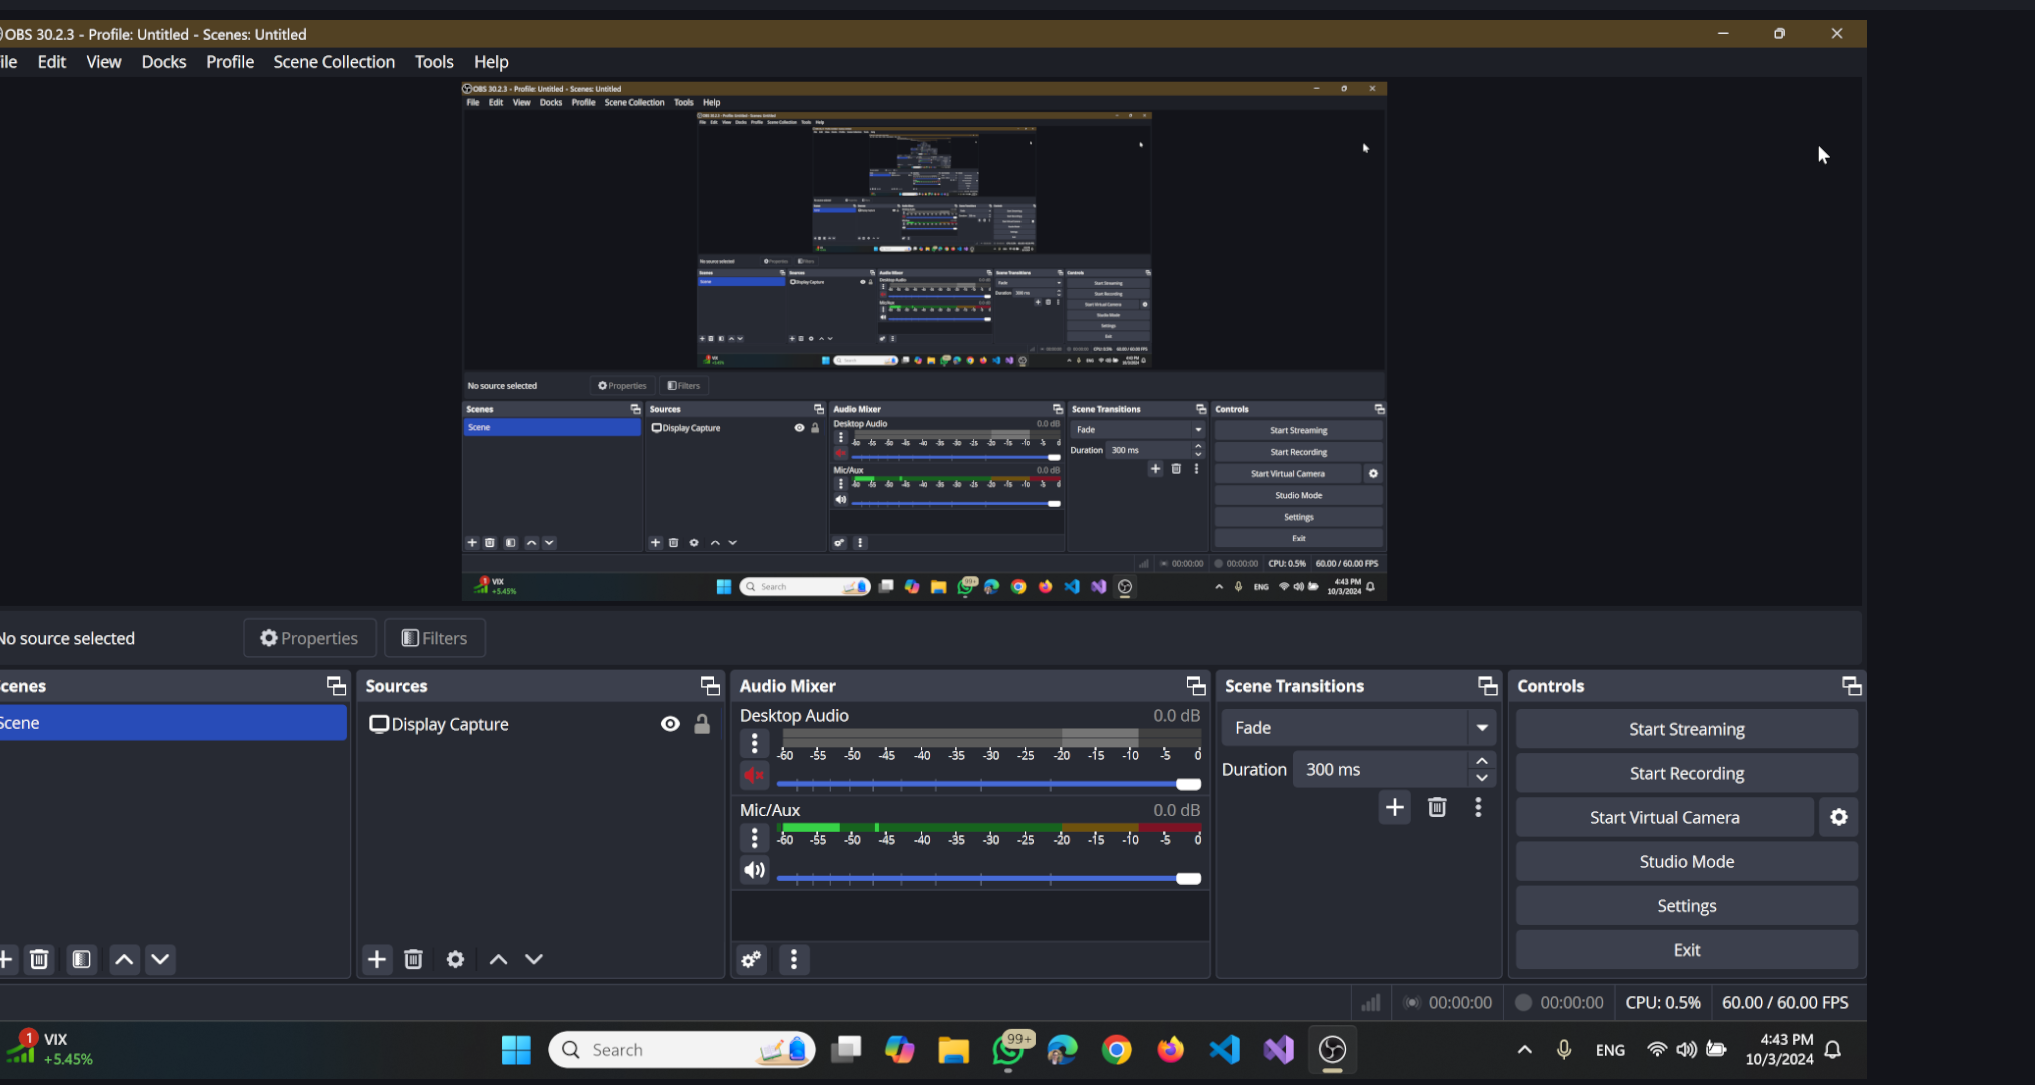 OBS 30.2.3 - Profile: Untitled - Scenes: Untitled
ile Edit View Docks Profile Scene Collection Tools Help
OBS 30.2.3 - Profile: Untitled - Scenes: Untitled
File Edit View Docks Profile Scene Collection Tools Help
No source selected Properties Filters
Scenes Sources Audio Mixer Scene Transitions Controls
Scene
Display Capture
Desktop Audio 0.0 dB
-60 -55 -50 -45 -40 -35 -30 -25 -20 -15 -10 -5 0
Mic/Aux 0.0 dB
-60 -55 -50 -45 -40 -35 -30 -25 -20 -15 -10 -5 0
Fade
Duration 300 ms
Start Streaming
Start Recording
Start Virtual Camera
Studio Mode
Settings
Exit
00:00:00 00:00:00 CPU: 0.5% 60.00 / 60.00 FPS
1 VIX
+5.45%
Search
99+
ENG
4:43 PM
10/3/2024
No source selected Properties Filters
cenes Sources Audio Mixer Scene Transitions Controls
Scene
Display Capture
Desktop Audio 0.0 dB
-60 -55 -50 -45 -40 -35 -30 -25 -20 -15 -10 -5 0
Mic/Aux 0.0 dB
-60 -55 -50 -45 -40 -35 -30 -25 -20 -15 -10 -5 0
Fade
Duration 300 ms
Start Streaming
Start Recording
Start Virtual Camera
Studio Mode
Settings
Exit
00:00:00 00:00:00 CPU: 0.5% 60.00 / 60.00 FPS
1 VIX
+5.45%
Search
99+
ENG
4:43 PM
10/3/2024